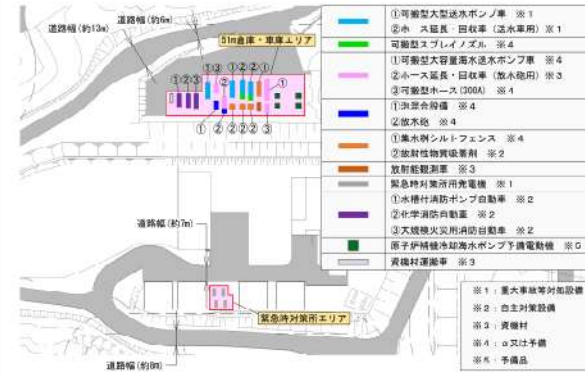 道路幅(約6m)
道路幅(約13m)
51m倉庫・車庫エリア
①②③
①③
②
①②②①
①
①
②
②②②②
③
道路幅(約7m)
緊急時対策所エリア
道路幅(約8m)
①可搬型大型送水ポンプ車 ※1
②ホース延長・回収車(送水車用)※1
可搬型スプレイノズル ※4
①可搬型大容量海水送水ポンプ車 ※4
②ホース延長・回収車(放水砲用)※3
③可搬型ホース(300A) ※4
①泡混合設備 ※4
②放水砲 ※4
①集水桝シルトフェンス ※4
②放射性物質吸着剤 ※2
放射能観測車 ※3
緊急時対策所用発電機 ※1
①水槽付消防ポンプ自動車 ※2
②化学消防自動車 ※2
③大規模火災用消防自動車 ※2
原子炉補機冷却海水ポンプ予備電動機 ※5
資機材運搬車 ※3
※1：重大事故等対処設備
※2：自主対策設備
※3：資機材
※4：α又は予備
※5：予備品